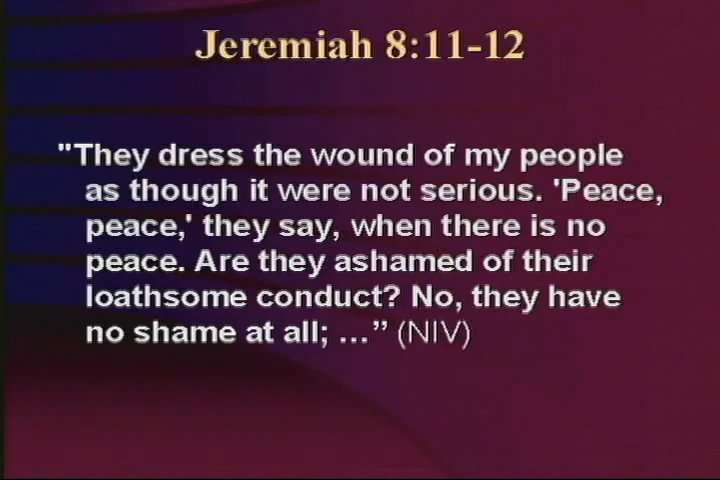 Jeremiah 8:11-12
"They dress the wound of my people
as though it were not serious. 'Peace,
peace,' they say, when there is no
peace. Are they ashamed of their
loathsome conduct? No, they have
no shame at all; ...” (NIV)